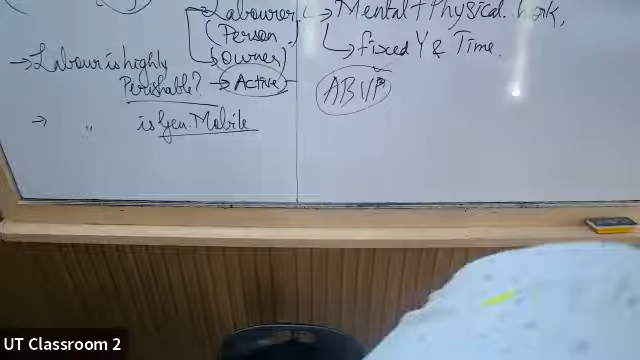 Labourer → Mental + Physical Work,
(Person
Owner)
→ fixed Y & Time.
→ Labour is highly
Perishable? → Active
ABVP
→ " is Gen. Mobile
UT Classroom 2